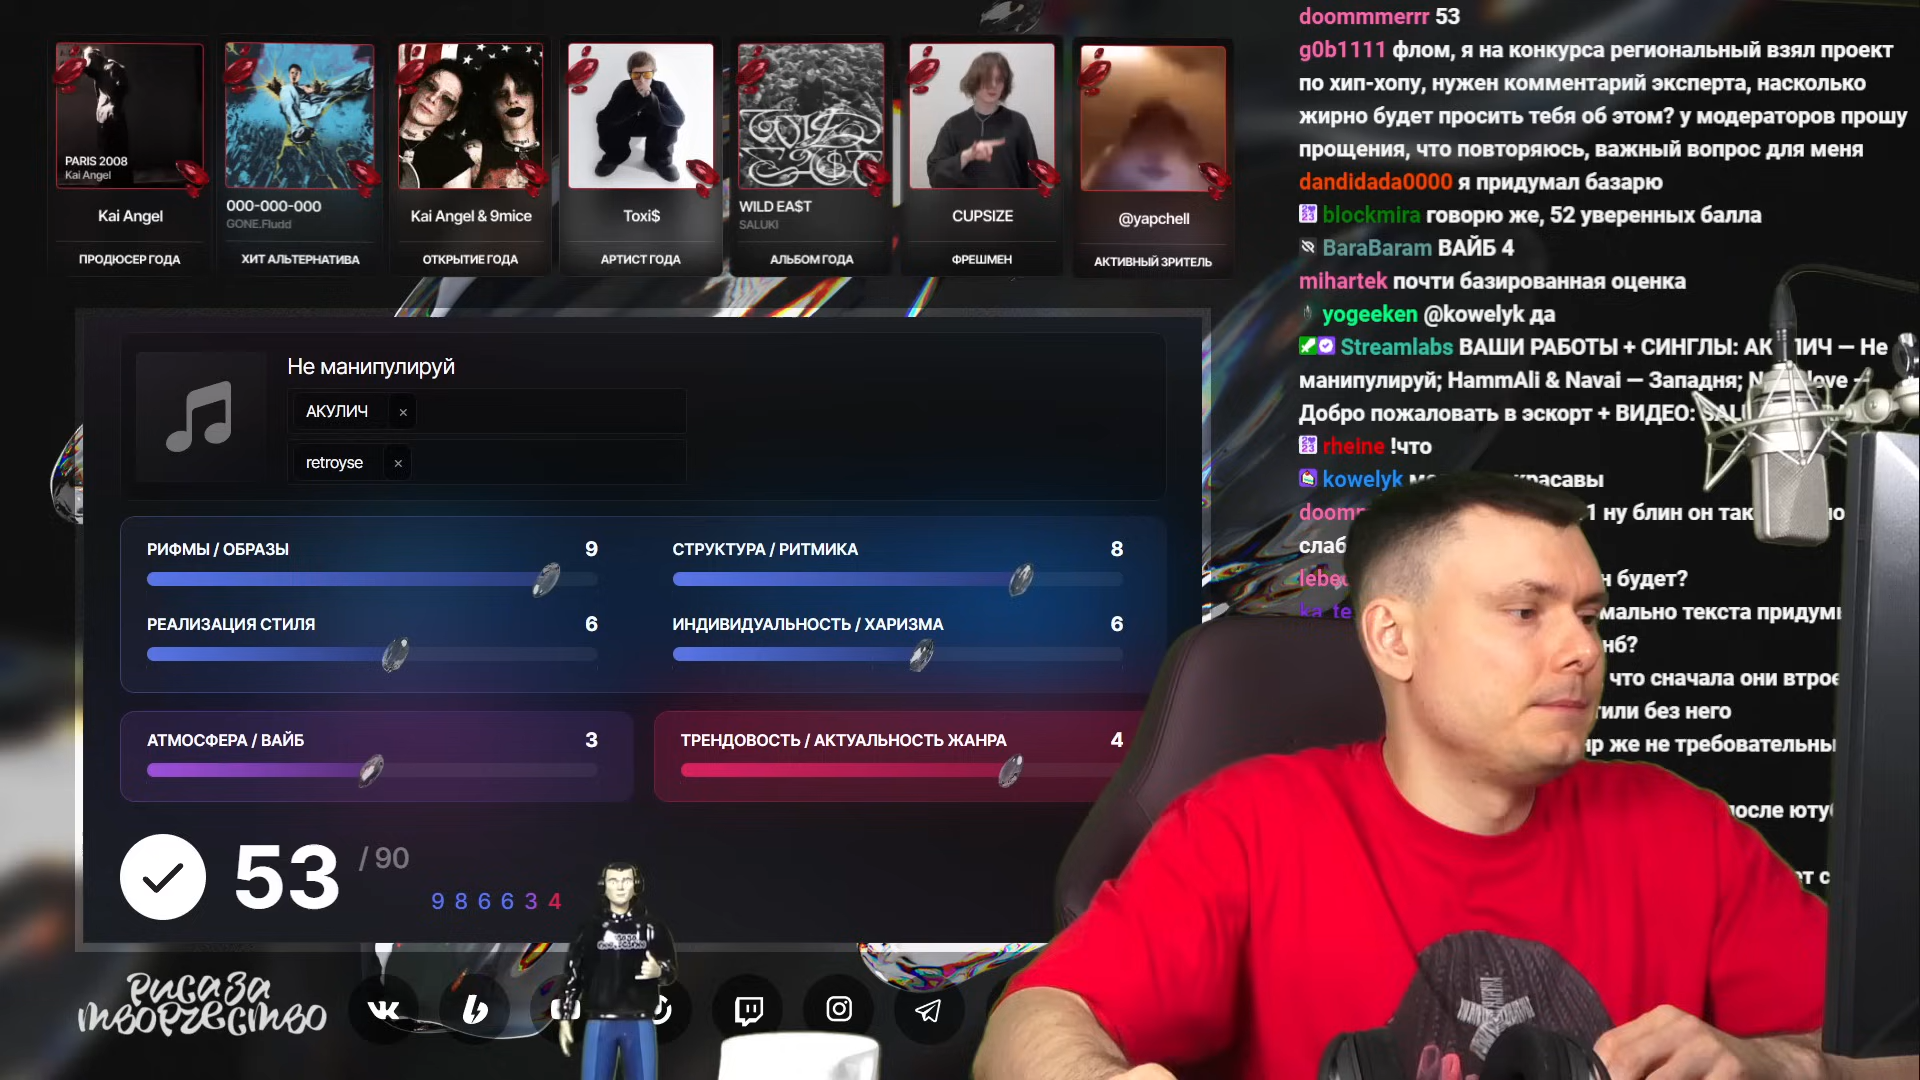 PARIS 2008
Kai Angel
Kai Angel
ПРОДЮСЕР ГОДА
000-000-000
GONE.Fludd
ХИТ АЛЬТЕРНАТИВА
Kai Angel & 9mice
ОТКРЫТИЕ ГОДА
Toxi$
АРТИСТ ГОДА
WILD EA$T
SALUKI
АЛЬБОМ ГОДА
CUPSIZE
ФРЕШМЕН
@yapchell
АКТИВНЫЙ ЗРИТЕЛЬ
Не манипулируй
АКУЛИЧ ×
retroyse ×
РИФМЫ / ОБРАЗЫ 9
СТРУКТУРА / РИТМИКА 8
РЕАЛИЗАЦИЯ СТИЛЯ 6
ИНДИВИДУАЛЬНОСТЬ / ХАРИЗМА 6
АТМОСФЕРА / ВАЙБ 3
ТРЕНДОВОСТЬ / АКТУАЛЬНОСТЬ ЖАНРА 4
53 / 90
9 8 6 6 3 4
РИСА ЗА
ТВОРЧЕСТВО
doommmerrr 53
g0b1111 флом, я на конкурса региональный взял проект
по хип-хопу, нужен комментарий эксперта, насколько
жирно будет просить тебя об этом? у модераторов прошу
прощения, что повторяюсь, важный вопрос для меня
dandidada0000 я придумал базарю
blockmira говорю же, 52 уверенных балла
BaraBaram ВАЙБ 4
mihartek почти базированная оценка
yogeeken @kowelyk да
Streamlabs ВАШИ РАБОТЫ + СИНГЛЫ: — Не
манипулируй; HammAli & Navai — Западня;
Добро пожаловать в эскорт + ВИДЕО:
rheine !что
kowelyk
ну блин он так
будет?
текста
что сначала они
без него
же не
после